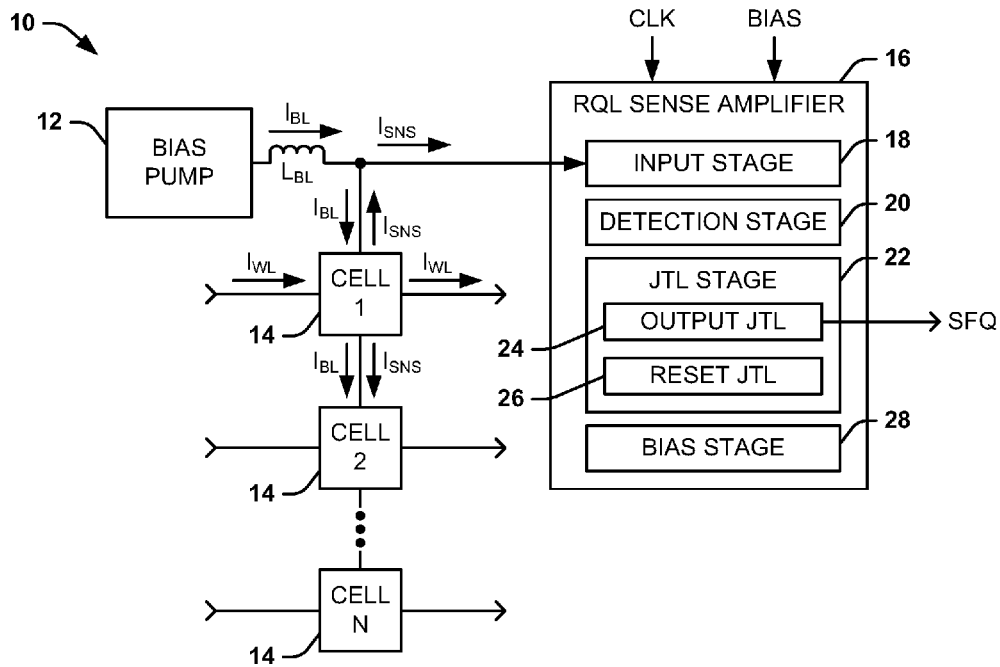 10
CLK BIAS
16
12
BIAS PUMP
I_BL
I_SNS
L_BL
RQL SENSE AMPLIFIER
INPUT STAGE
18
DETECTION STAGE
20
I_BL
I_SNS
I_WL
CELL 1
I_WL
14
JTL STAGE
22
OUTPUT JTL
24
SFQ
RESET JTL
26
I_BL
I_SNS
CELL 2
14
BIAS STAGE
28
CELL N
14